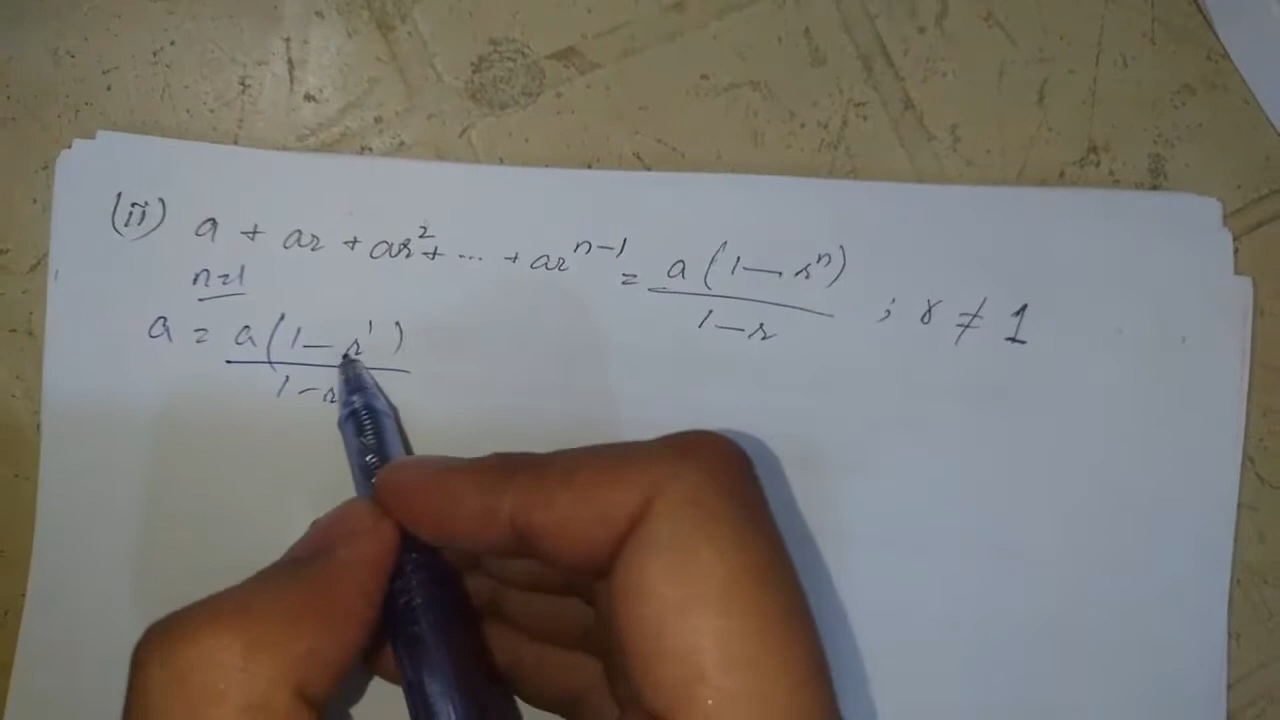 (ii) a + ar + ar² + ... + arⁿ⁻¹ = a(1-rⁿ)/1-r ; r ≠ 1
n=1
a = a(1-r¹)/1-r